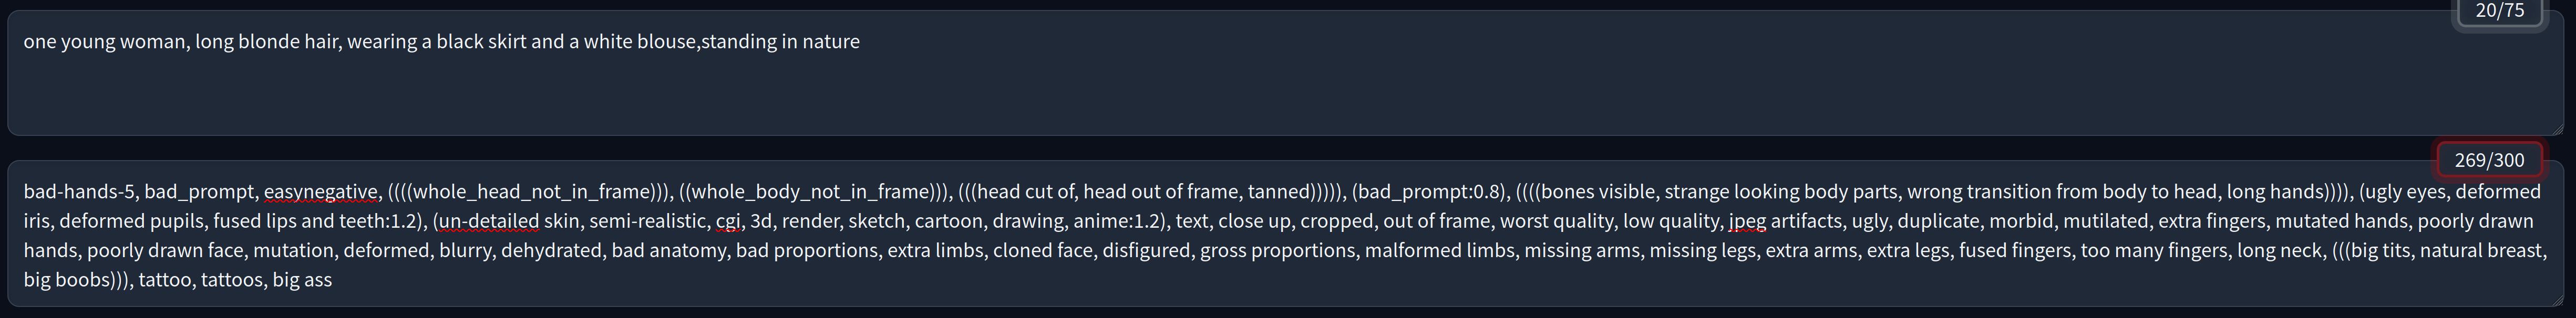 20/75
one young woman, long blonde hair, wearing a black skirt and a white blouse,standing in nature
269/300
bad-hands-5, bad_prompt, easynegative, ((((whole_head_not_in_frame))), ((whole_body_not_in_frame))), (((head cut of, head out of frame, tanned))))), (bad_prompt:0.8), ((((bones visible, strange looking body parts, wrong transition from body to head, long hands)))), (ugly eyes, deformed
iris, deformed pupils, fused lips and teeth:1.2), (un-detailed skin, semi-realistic, cgi, 3d, render, sketch, cartoon, drawing, anime:1.2), text, close up, cropped, out of frame, worst quality, low quality, jpeg artifacts, ugly, duplicate, morbid, mutilated, extra fingers, mutated hands, poorly drawn
hands, poorly drawn face, mutation, deformed, blurry, dehydrated, bad anatomy, bad proportions, extra limbs, cloned face, disfigured, gross proportions, malformed limbs, missing arms, missing legs, extra arms, extra legs, fused fingers, too many fingers, long neck, (((big tits, natural breast,
big boobs))), tattoo, tattoos, big ass